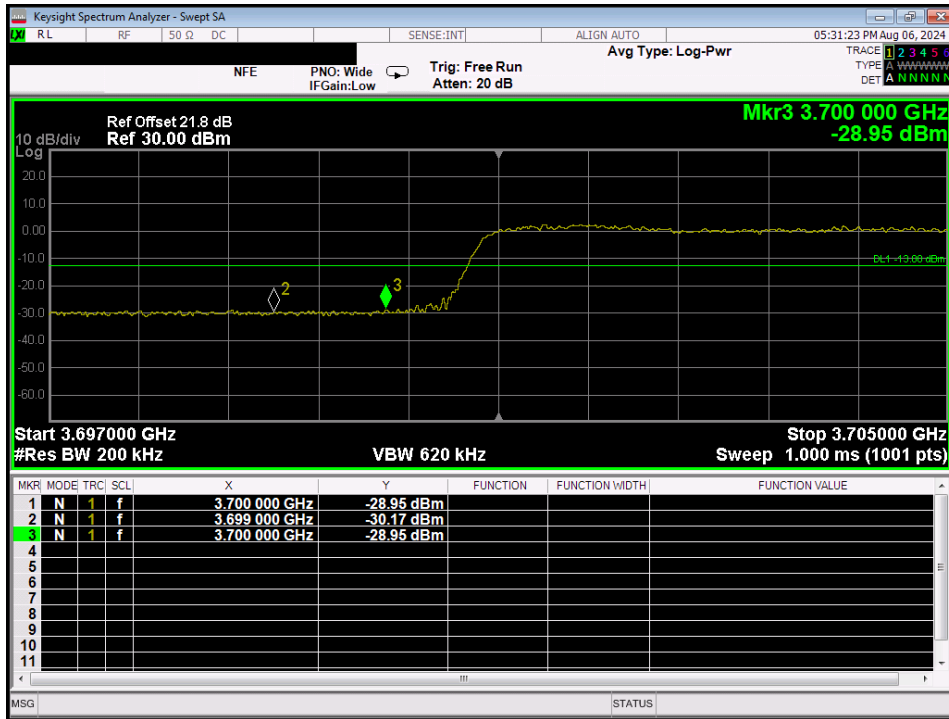 Keysight Spectrum Analyzer - Swept SA
LXI RL RF 50 Ω DC SENSE:INT ALIGN AUTO 05:31:23 PM Aug 06, 2024
Avg Type: Log-Pwr TRACE 1 2 3 4 5 6
NFE PNO: Wide Trig: Free Run TYPE A WWWWW
IFGain:Low Atten: 20 dB DET A N N N N N
Mkr3 3.700 000 GHz
Ref Offset 21.8 dB
10 dB/div Ref 30.00 dBm -28.95 dBm
Log
20.0
10.0
0.00
-10.0
DL1 -13.00 dBm
-20.0
2 3
-30.0
-40.0
-50.0
-60.0
Start 3.697000 GHz Stop 3.705000 GHz
#Res BW 200 kHz VBW 620 kHz Sweep 1.000 ms (1001 pts)
MKR MODE TRC SCL X Y FUNCTION FUNCTION WIDTH FUNCTION VALUE
1 N 1 f 3.700 000 GHz -28.95 dBm
2 N 1 f 3.699 000 GHz -30.17 dBm
3 N 1 f 3.700 000 GHz -28.95 dBm
4
5
6
7
8
9
10
11
MSG STATUS